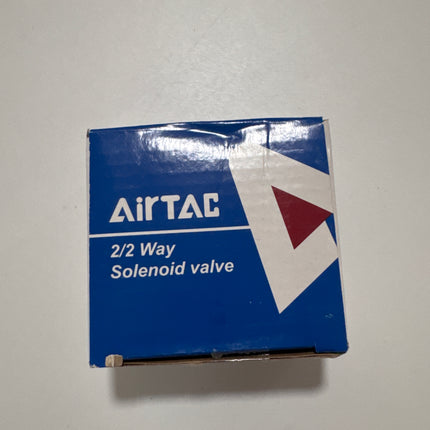 AirTAC
2/2 Way
Solenoid valve